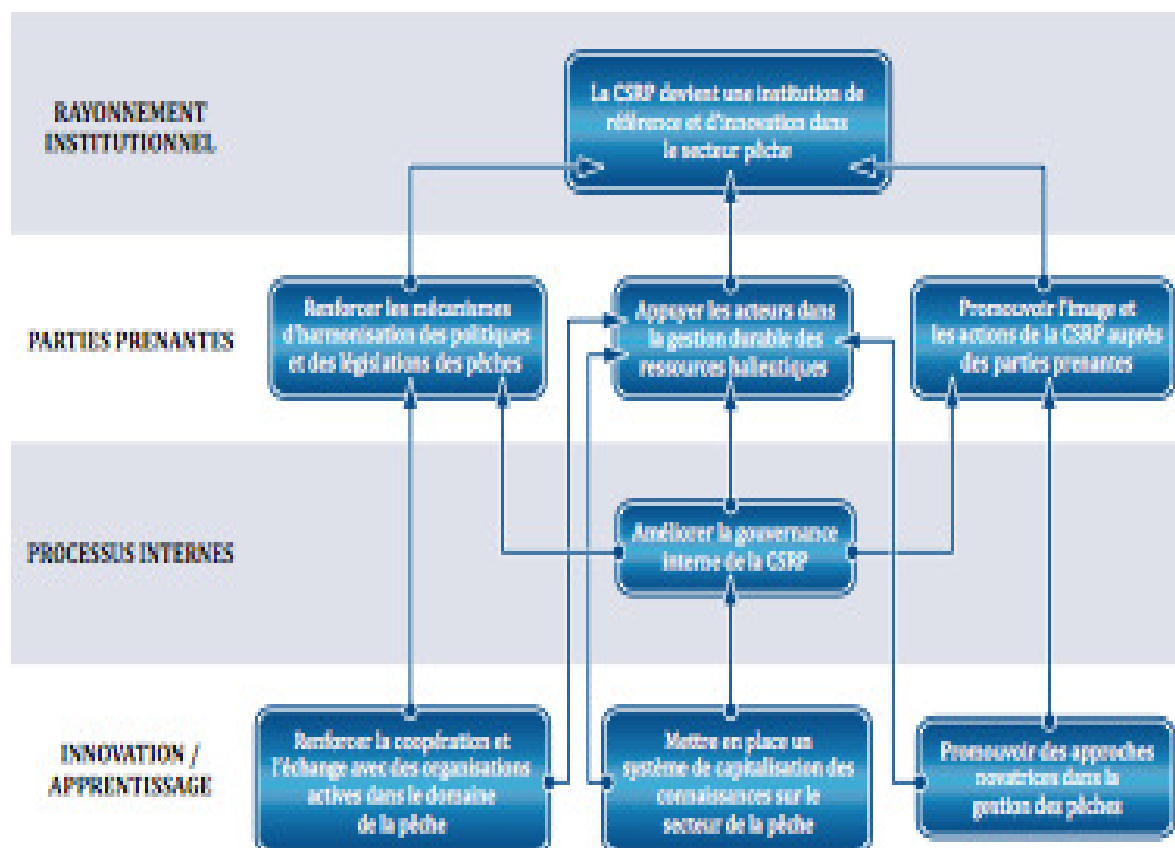 RAYONNEMENT
INSTITUTIONNEL
La CSRP devient une institution de
référence et d'innovation dans
le secteur pêche
PARTIES PRENANTES
Renforcer les mécanismes
d'harmonisation des politiques
et des législations des pêches
Appuyer les acteurs dans
la gestion durable des
ressources halieutiques
Promouvoir l'image et
les actions de la CSRP auprès
des parties prenantes
PROCESSUS INTERNES
Améliorer la gouvernance
interne de la CSRP
INNOVATION /
APPRENTISSAGE
Renforcer la coopération et
l'échange avec des organisations
actives dans le domaine
de la pêche
Mettre en place un
système de capitalisation des
connaissances sur le
secteur de la pêche
Promouvoir des approches
novatrices dans la
gestion des pêches